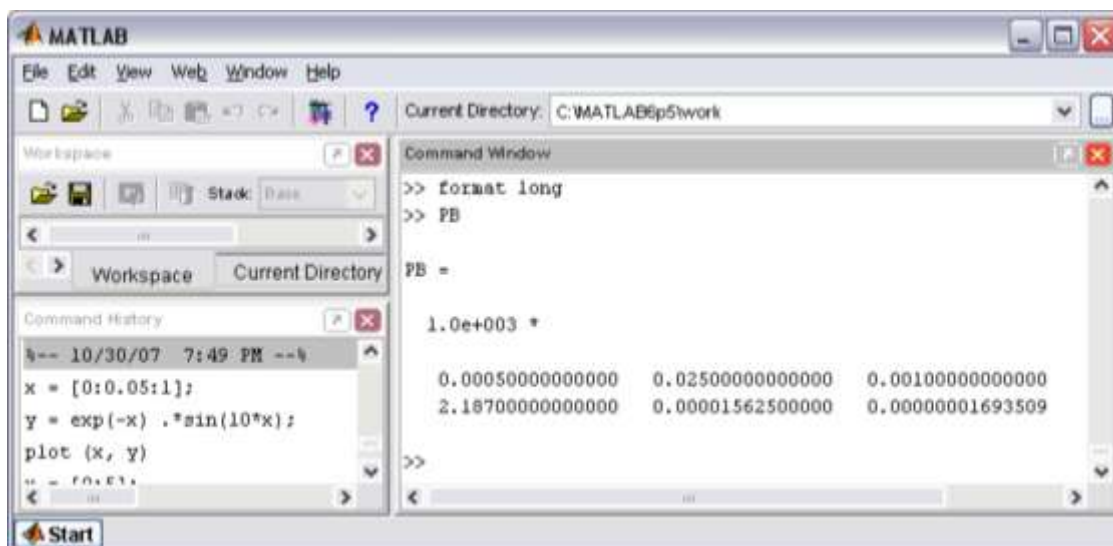 MATLAB
File Edit View Web Window Help
? Current Directory: C:\MATLAB6p5\work
Workspace
Stack: Base
Workspace Current Directory
Command History
%-- 10/30/07 7:49 PM --%
x = [0:0.05:1];
y = exp(-x) .*sin(10*x);
plot (x, y)
Command Window
>> format long
>> PB
PB =
1.0e+003 *
0.00050000000000 0.02500000000000 0.00100000000000
2.18700000000000 0.00001562500000 0.00000001693509
>>
Start